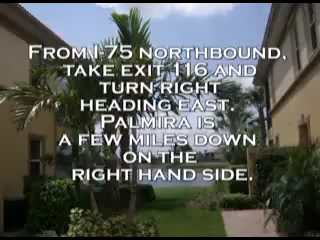 From I-75 northbound,
take exit 116 and
turn right
heading east.
Palmira is
a few miles down
on the
right hand side.